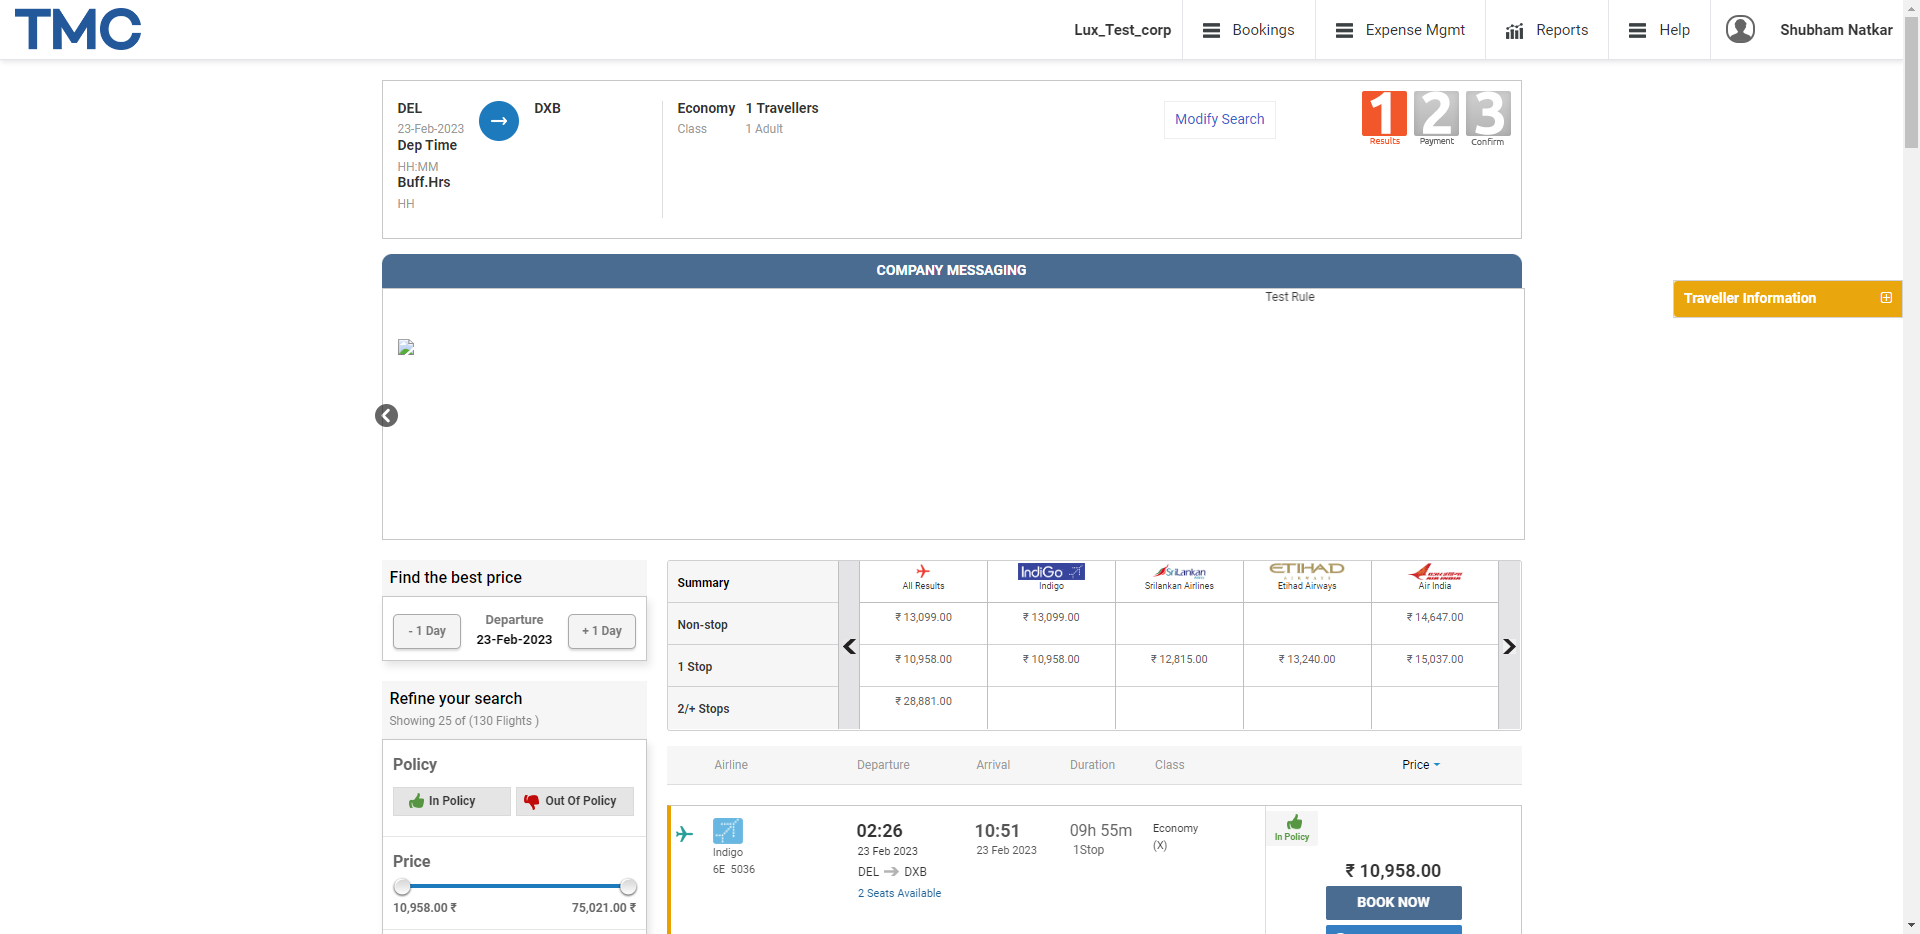 TMC
Lux_Test_corp
Bookings
Expense Mgmt
Reports
Help
Shubham Natkar
DEL
DXB
23-Feb-2023
Dep Time
HH:MM
Buff.Hrs
HH
Economy 1 Travellers
Class 1 Adult
Modify Search
1 2 3
Results Payment Confirm
COMPANY MESSAGING
Test Rule
Traveller Information
Find the best price
- 1 Day
Departure
23-Feb-2023
+ 1 Day
Refine your search
Showing 25 of (130 Flights )
Policy
In Policy
Out Of Policy
Price
10,958.00 ₹ 75,021.00 ₹
Summary
All Results
IndiGo
Indigo
SriLankan
Srilankan Airlines
ETIHAD
AIRWAYS
Etihad Airways
AIR INDIA
Air India
Non-stop ₹ 13,099.00 ₹ 13,099.00 ₹ 14,647.00
1 Stop ₹ 10,958.00 ₹ 10,958.00 ₹ 12,815.00 ₹ 13,240.00 ₹ 15,037.00
2/+ Stops ₹ 28,881.00
Airline Departure Arrival Duration Class Price
Indigo
6E 5036
02:26
23 Feb 2023
DEL DXB
2 Seats Available
10:51
23 Feb 2023
09h 55m
1Stop
Economy
(X)
In Policy
₹ 10,958.00
BOOK NOW